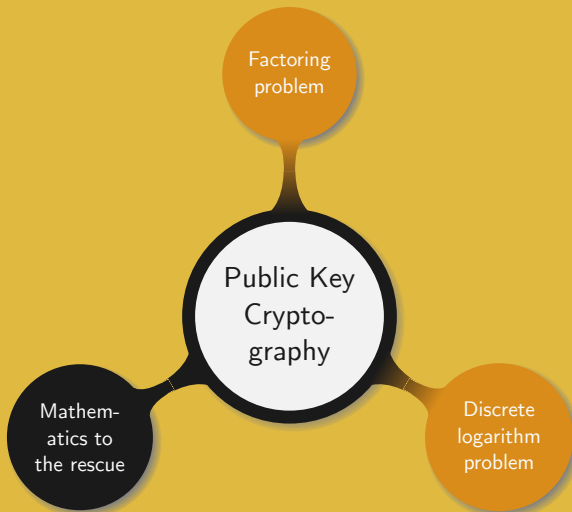 Factoring
problem
Public Key
Crypto-
graphy
Mathem-
atics to
the rescue
Discrete
logarithm
problem